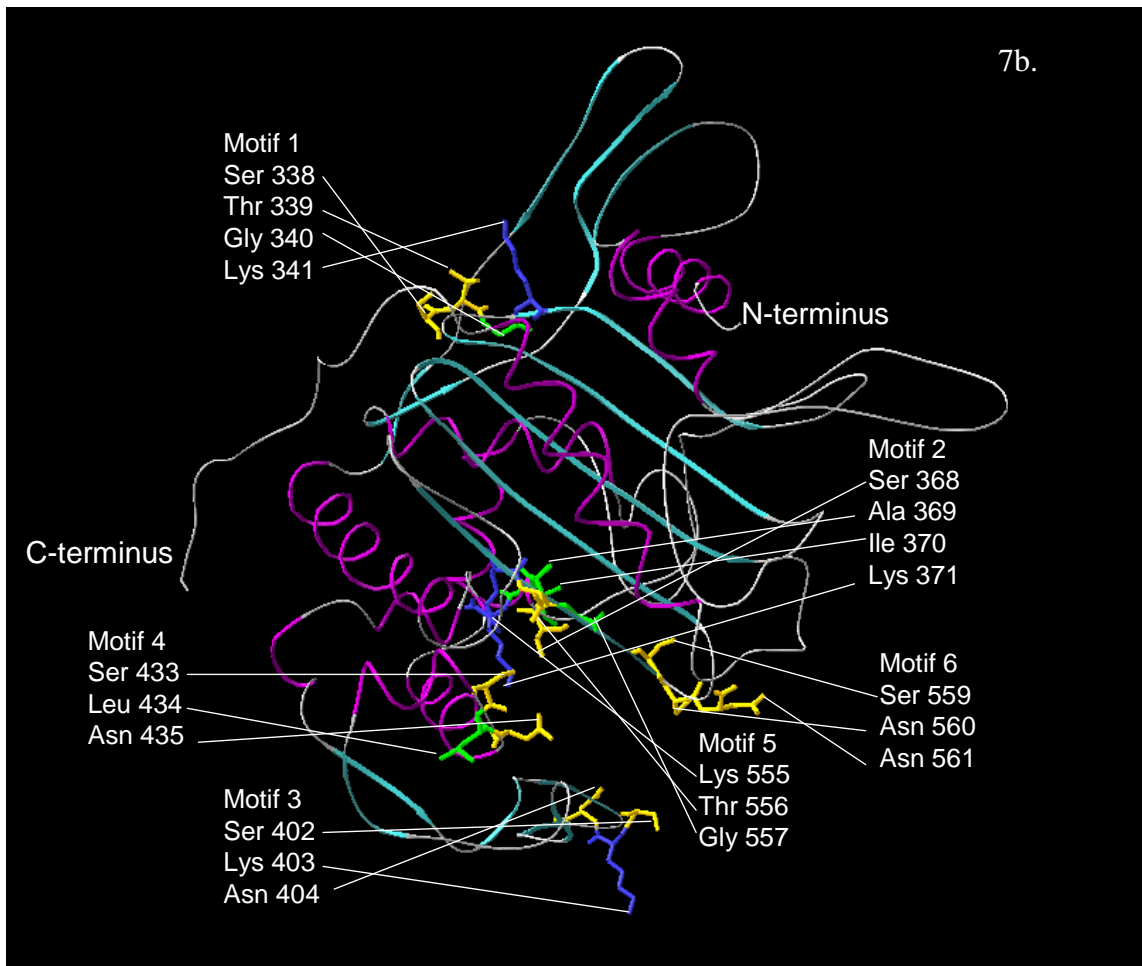 7b.
Motif 1
Ser 338
Thr 339
Gly 340
Lys 341
N-terminus
Motif 2
Ser 368
Ala 369
Ile 370
Lys 371
C-terminus
Motif 4
Ser 433
Leu 434
Asn 435
Motif 6
Ser 559
Asn 560
Asn 561
Motif 5
Lys 555
Thr 556
Gly 557
Motif 3
Ser 402
Lys 403
Asn 404